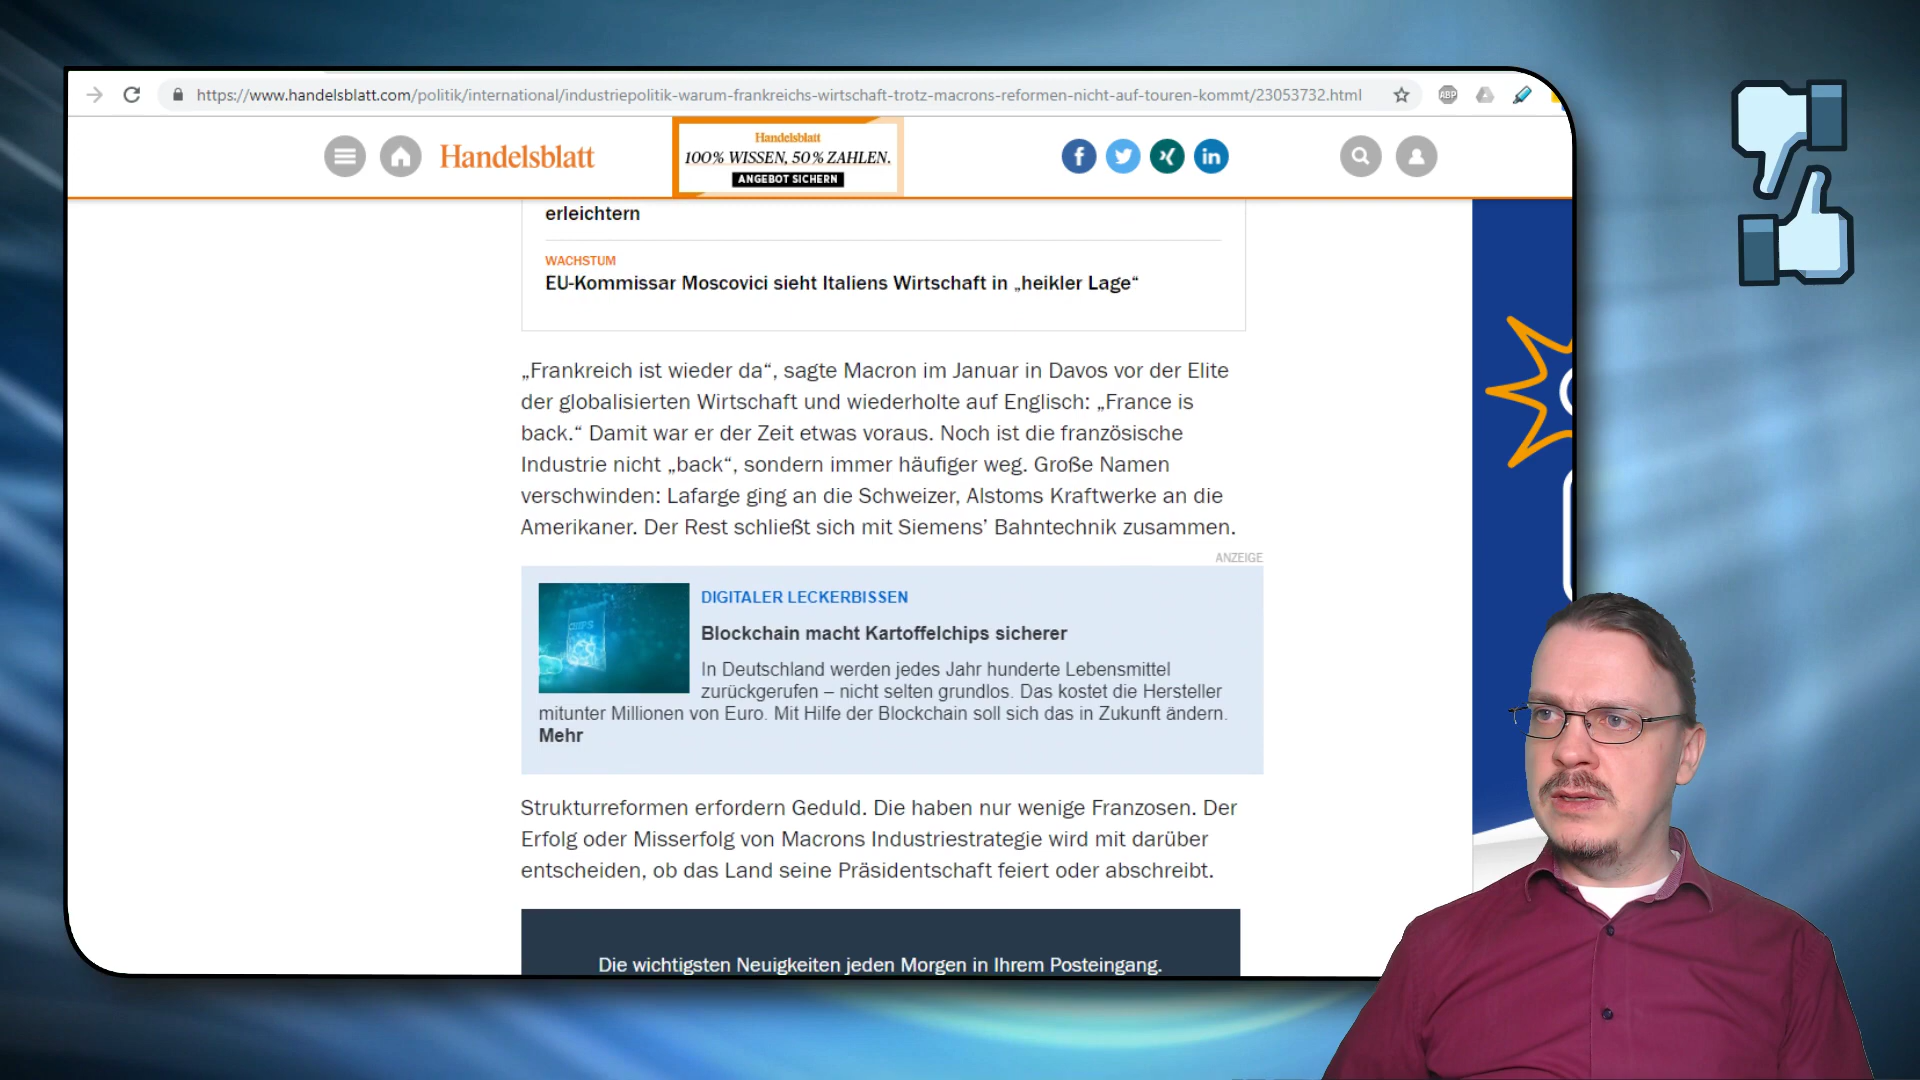 https://www.handelsblatt.com/politik/international/industriepolitik-warum-frankreichs-wirtschaft-trotz-macrons-reformen-nicht-auf-touren-kommt/23053732.html
ABP
Handelsblatt
Handelsblatt
100% WISSEN, 50% ZAHLEN.
ANGEBOT SICHERN
erleichtern
WACHSTUM
EU-Kommissar Moscovici sieht Italiens Wirtschaft in „heikler Lage“
„Frankreich ist wieder da“, sagte Macron im Januar in Davos vor der Elite
der globalisierten Wirtschaft und wiederholte auf Englisch: „France is
back.“ Damit war er der Zeit etwas voraus. Noch ist die französische
Industrie nicht „back“, sondern immer häufiger weg. Große Namen
verschwinden: Lafarge ging an die Schweizer, Alstoms Kraftwerke an die
Amerikaner. Der Rest schließt sich mit Siemens’ Bahntechnik zusammen.
ANZEIGE
CHIPS
DIGITALER LECKERBISSEN
Blockchain macht Kartoffelchips sicherer
In Deutschland werden jedes Jahr hunderte Lebensmittel
zurückgerufen – nicht selten grundlos. Das kostet die Hersteller
mitunter Millionen von Euro. Mit Hilfe der Blockchain soll sich das in Zukunft ändern.
Mehr
Strukturreformen erfordern Geduld. Die haben nur wenige Franzosen. Der
Erfolg oder Misserfolg von Macrons Industriestrategie wird mit darüber
entscheiden, ob das Land seine Präsidentschaft feiert oder abschreibt.
Die wichtigsten Neuigkeiten jeden Morgen in Ihrem Posteingang.